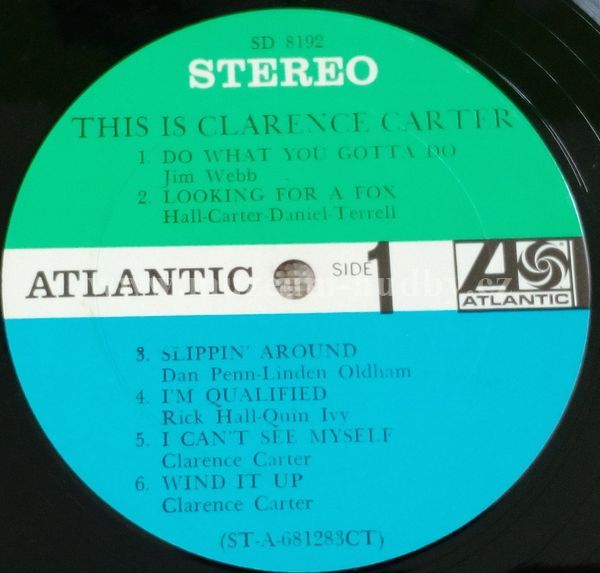 SD 8192
STEREO
THIS IS CLARENCE CARTER
1. DO WHAT YOU GOTTA DO
Jim Webb
2. LOOKING FOR A FOX
Hall-Carter-Daniel-Terrell
ATLANTIC SIDE 1
ATLANTIC
3. SLIPPIN' AROUND
Dan Penn-Linden Oldham
4. I'M QUALIFIED
Rick Hall-Quin Ivy
5. I CAN'T SEE MYSELF
Clarence Carter
6. WIND IT UP
Clarence Carter
(ST-A-681283CT)